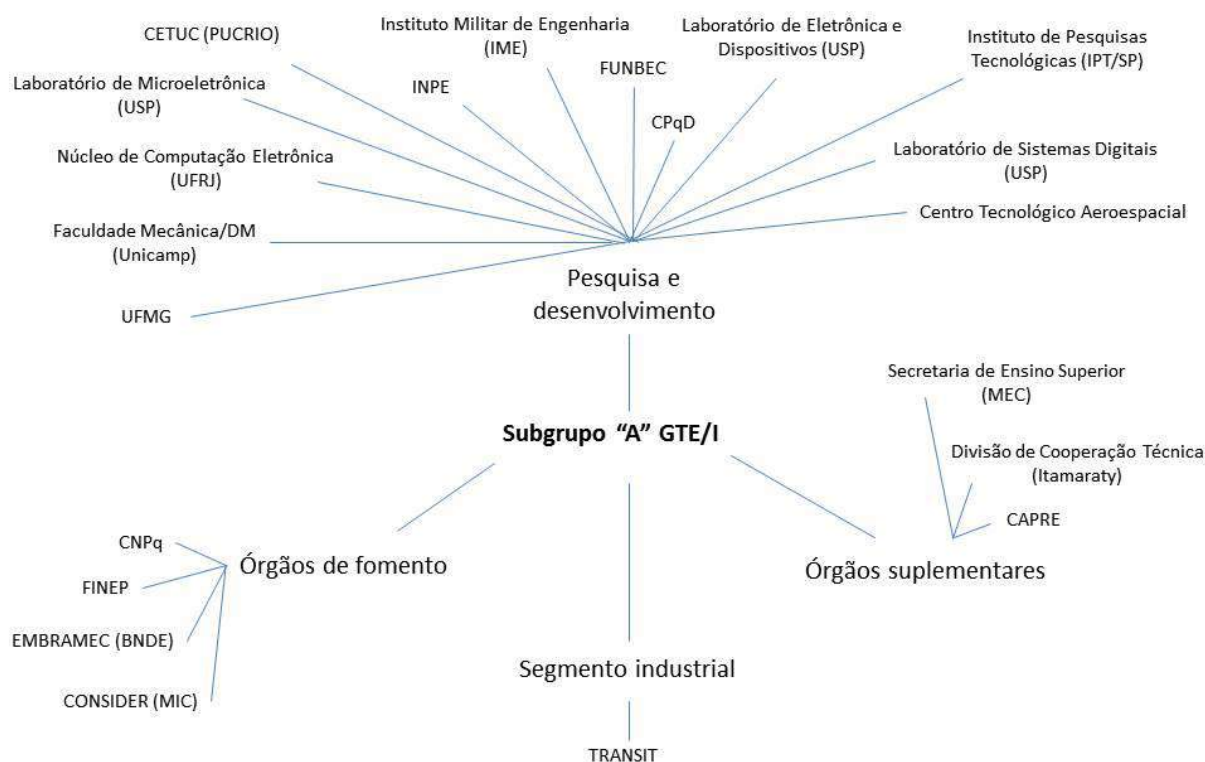 CETUC (PUCRIO)
Instituto Militar de Engenharia
(IME)
Laboratório de Eletrônica e
Dispositivos (USP)
Instituto de Pesquisas
Tecnológicas (IPT/SP)
Laboratório de Microeletrônica
(USP)
INPE
FUNBEC
CPqD
Núcleo de Computação Eletrônica
(UFRJ)
Laboratório de Sistemas Digitais
(USP)
Faculdade Mecânica/DM
(Unicamp)
Centro Tecnológico Aeroespacial
UFMG
Pesquisa e
desenvolvimento
Secretaria de Ensino Superior
(MEC)
Subgrupo “A” GTE/I
Divisão de Cooperação Técnica
(Itamaraty)
CAPRE
CNPq
Órgãos de fomento
Órgãos suplementares
FINEP
EMBRAMEC (BNDE)
CONSIDER (MIC)
Segmento industrial
TRANSIT